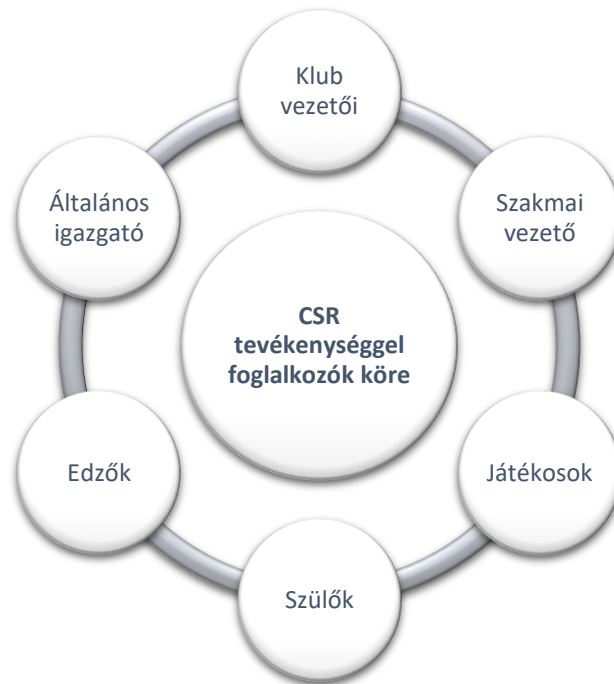 Klub
vezetői
Általános
igazgató
Szakmai
vezető
CSR
tevékenységgel
foglalkozók köre
Edzők
Játékosok
Szülők